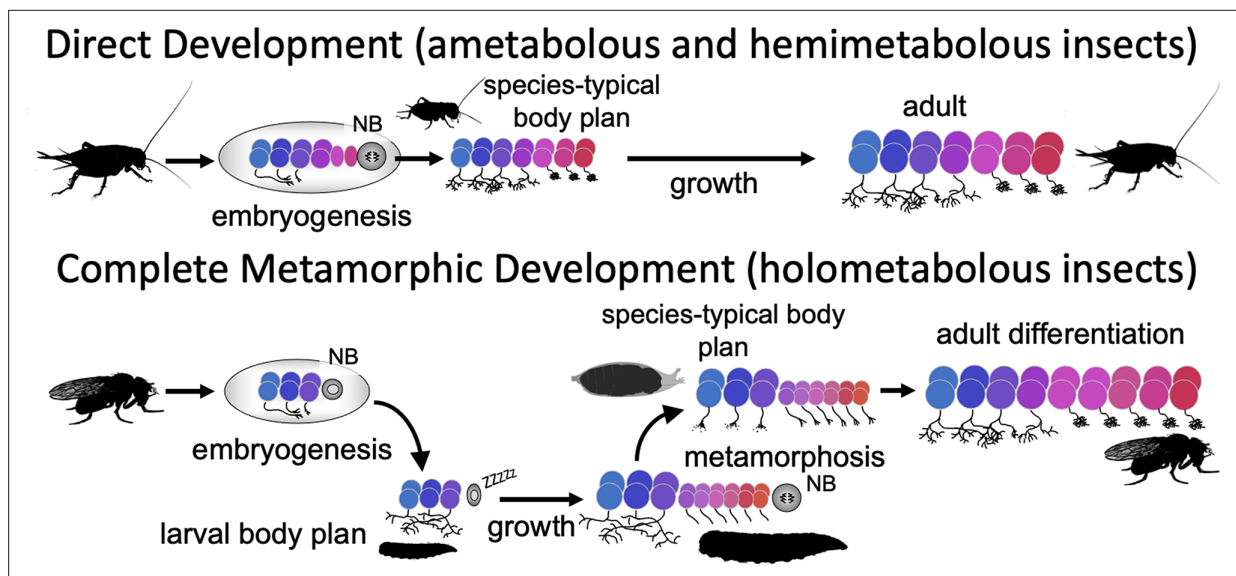 Direct Development (ametabolous and hemimetabolous insects)
species-typical
body plan
NB
adult
embryogenesis
growth
Complete Metamorphic Development (holometabolous insects)
species-typical body
plan
adult differentiation
NB
embryogenesis
metamorphosis
zzzzz
NB
growth
larval body plan